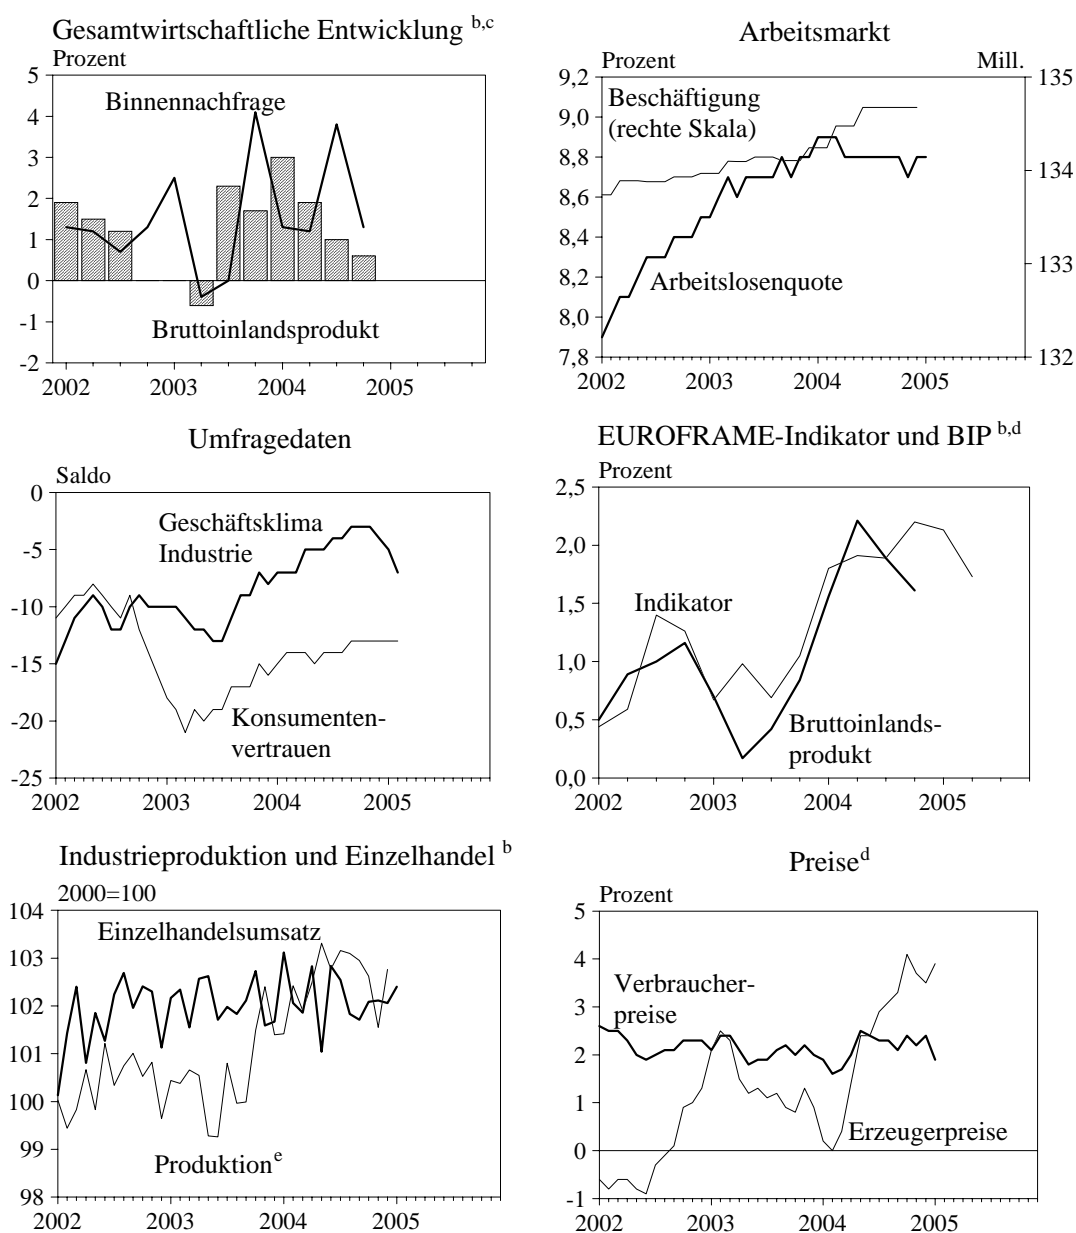 Gesamtwirtschaftliche Entwicklung b,c
Prozent
5
4
3
2
1
0
-1
-2
Binnennachfrage
Bruttoinlandsprodukt
2002
2003
2004
2005
Arbeitsmarkt
Prozent
Mill.
9,2
9,0
8,8
8,6
8,4
8,2
8,0
7,8
135
134
133
132
Beschäftigung
(rechte Skala)
Arbeitslosenquote
2002
2003
2004
2005
Umfragedaten
Saldo
0
-5
-10
-15
-20
-25
Geschäftsklima
Industrie
Konsumenten-
vertrauen
2002
2003
2004
2005
EUROFRAME-Indikator und BIP b,d
Prozent
2,5
2,0
1,5
1,0
0,5
0,0
Indikator
Bruttoinlands-
produkt
2002
2003
2004
2005
Industrieproduktion und Einzelhandel b
2000=100
104
103
102
101
100
99
98
Einzelhandelsumsatz
Produktion e
2002
2003
2004
2005
Preise d
Prozent
5
4
3
2
1
0
-1
Verbraucher-
preise
Erzeugerpreise
2002
2003
2004
2005